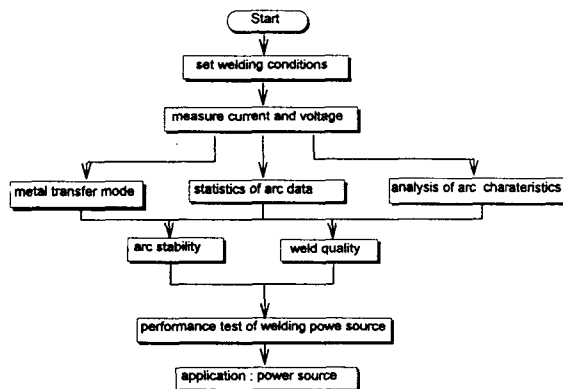 Start
set welding conditions
measure current and voltage
metal transfer mode
statistics of arc data
analysis of arc charateristics
arc stability
weld quality
performance test of welding powe source
application : power source